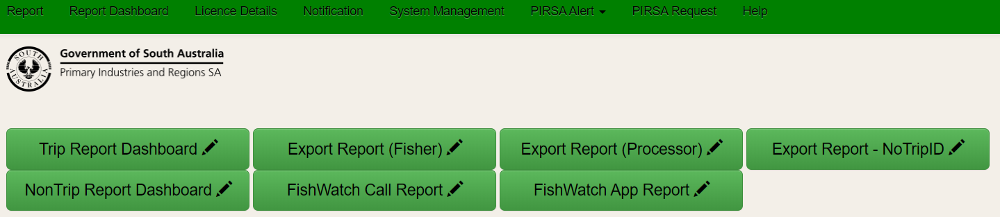 Report Report Dashboard Licence Details Notification System Management PIRSA Alert PIRSA Request Help
SOUTH AUSTRALIA
Government of South Australia
Primary Industries and Regions SA
Trip Report Dashboard Export Report (Fisher) Export Report (Processor) Export Report - NoTripID
NonTrip Report Dashboard FishWatch Call Report FishWatch App Report